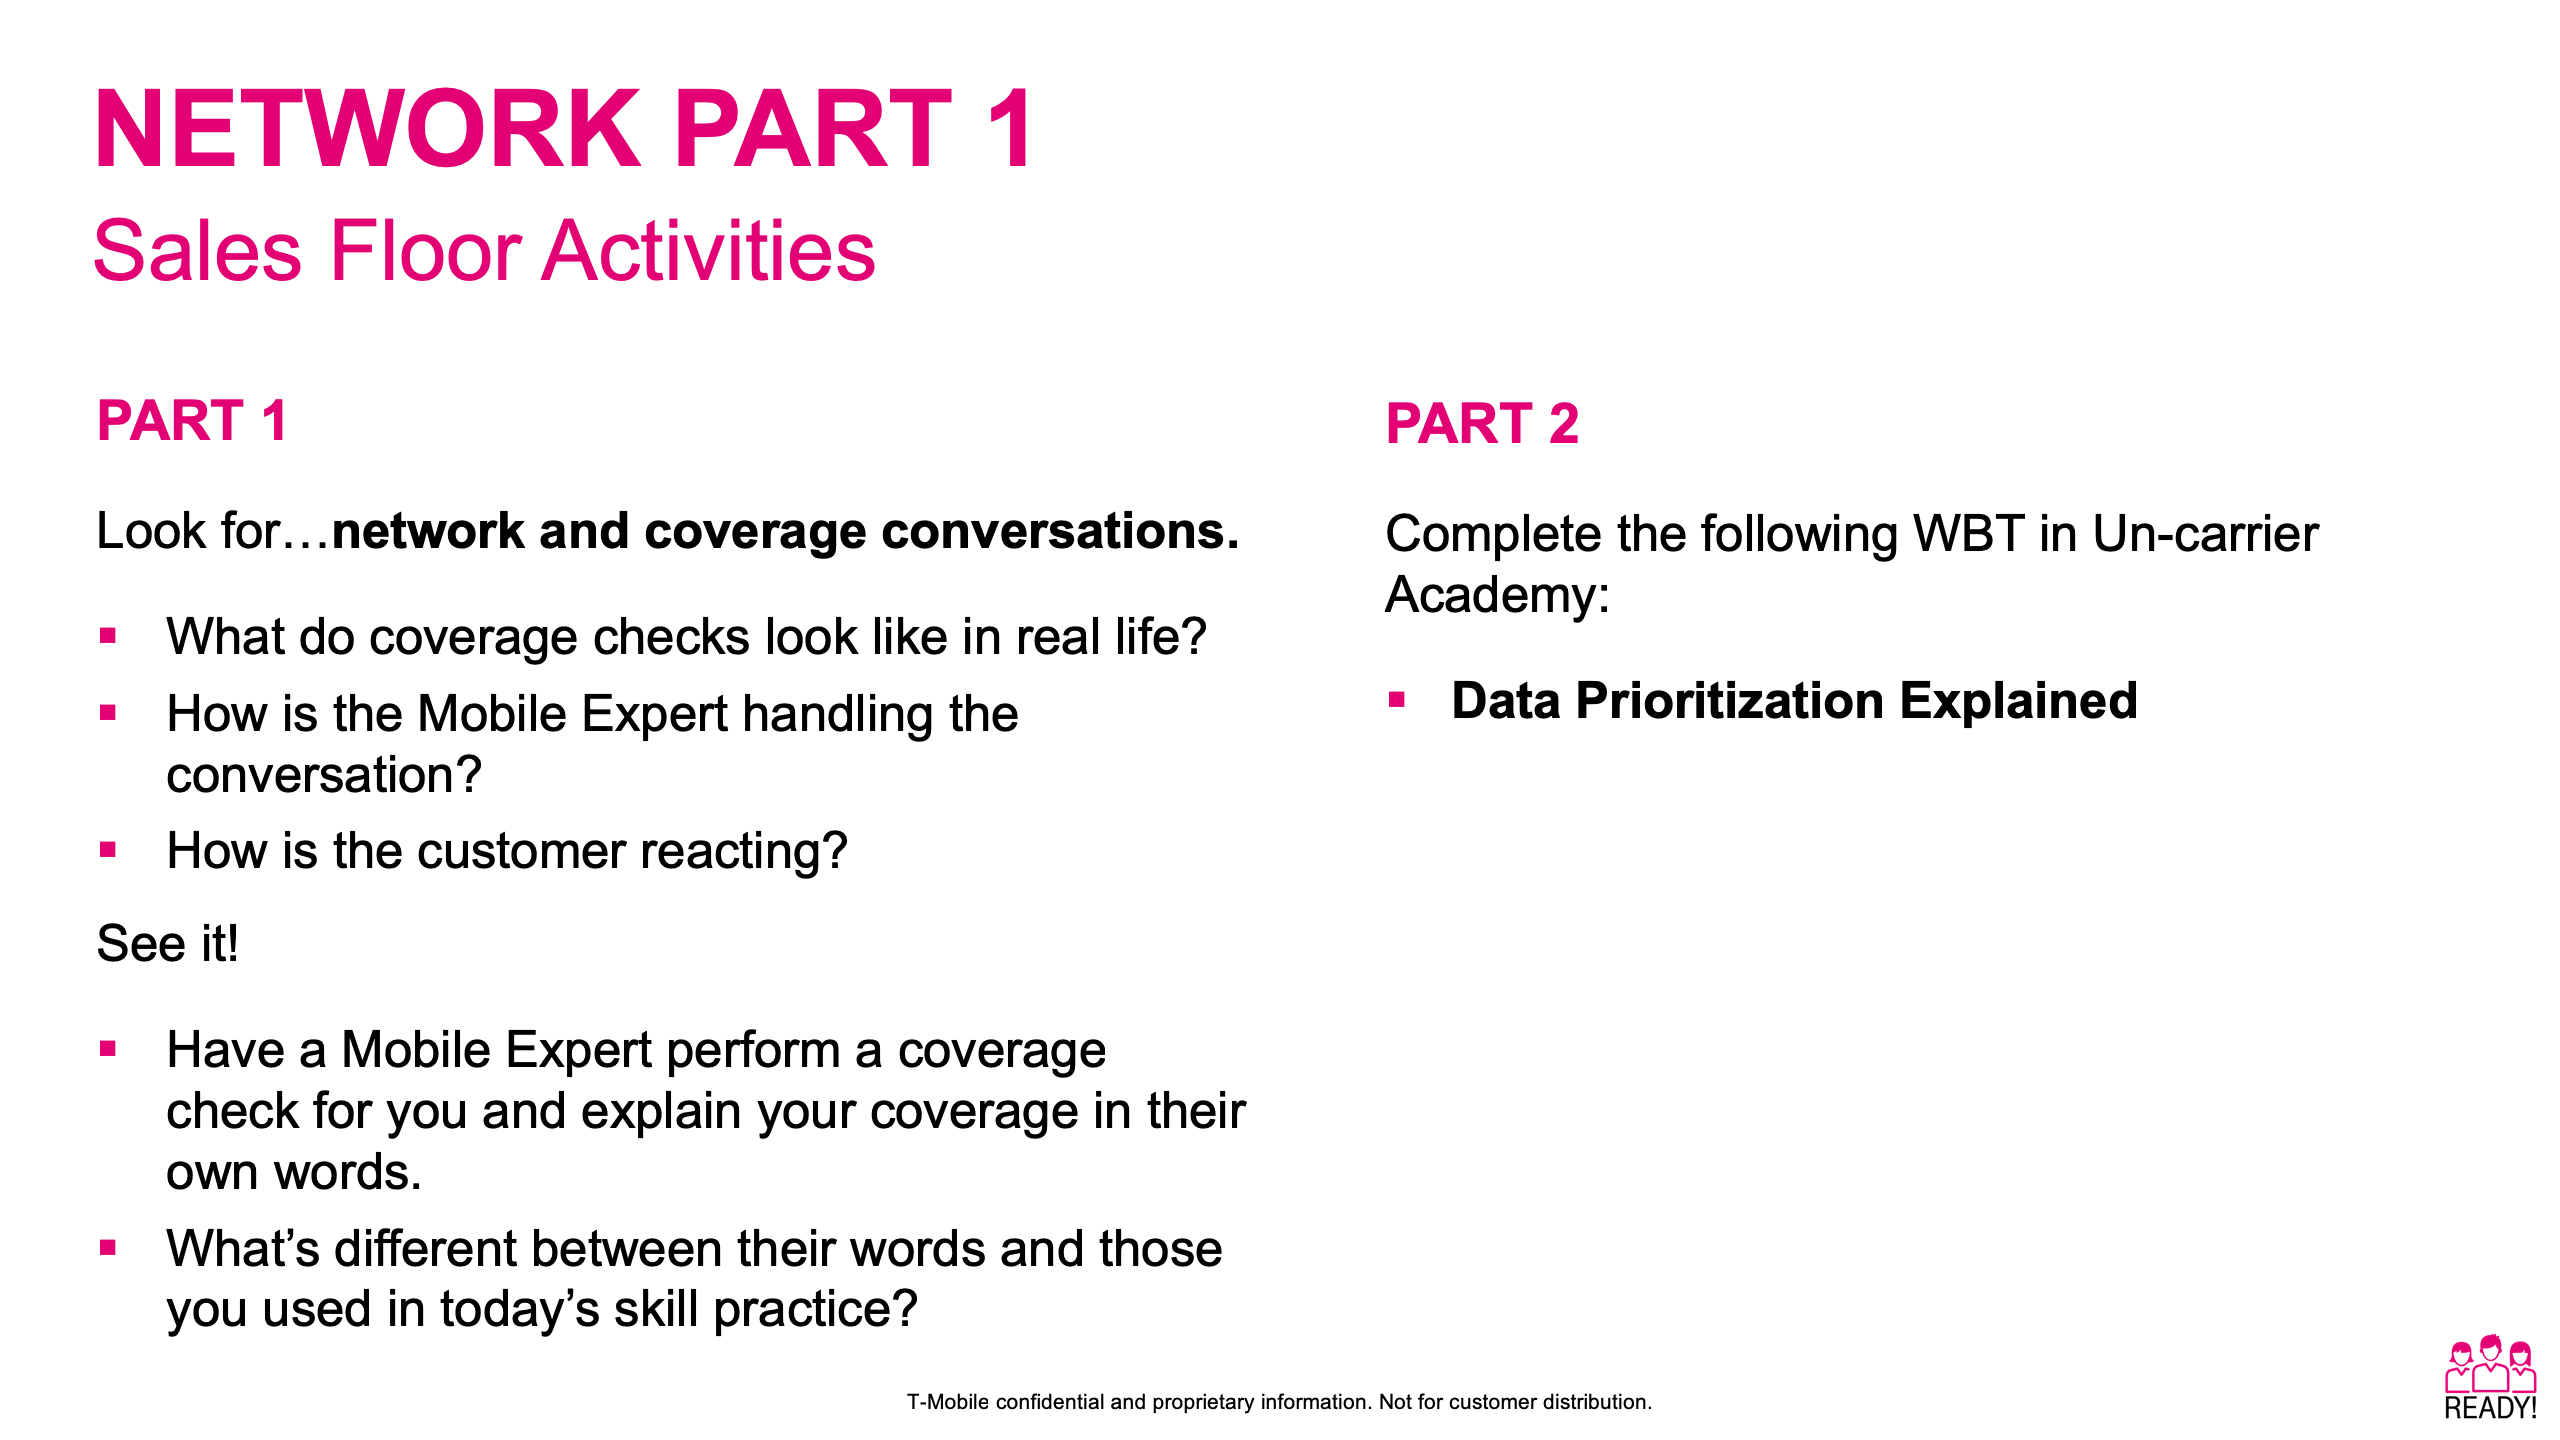 NETWORK PART 1
Sales Floor Activities
PART 1
Look for…network and coverage conversations.
What do coverage checks look like in real life?
How is the Mobile Expert handling the
conversation?
How is the customer reacting?
See it!
Have a Mobile Expert perform a coverage
check for you and explain your coverage in their
own words.
What’s different between their words and those
you used in today’s skill practice?
PART 2
Complete the following WBT in Un-carrier
Academy:
Data Prioritization Explained
T-Mobile confidential and proprietary information. Not for customer distribution.
READY!